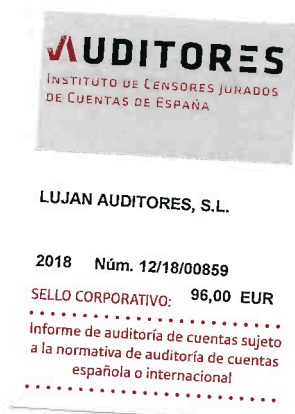 AUDITORES
INSTITUTO DE CENSORES JURADOS
DE CUENTAS DE ESPAÑA
LUJAN AUDITORES, S.L.
2018 Núm. 12/18/00859
SELLO CORPORATIVO: 96,00 EUR
Informe de auditoría de cuentas sujeto
a la normativa de auditoría de cuentas
española o internacional